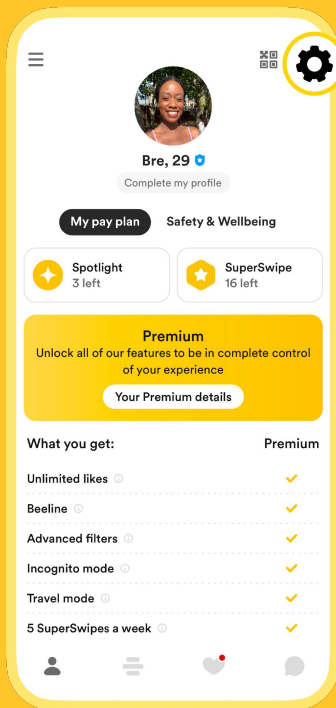 Bre, 29
Complete my profile
My pay plan
Safety & Wellbeing
Spotlight
3 left
SuperSwipe
16 left
Premium
Unlock all of our features to be in complete control
of your experience
Your Premium details
What you get:
Premium
Unlimited likes
Beeline
Advanced filters
Incognito mode
Travel mode
5 SuperSwipes a week